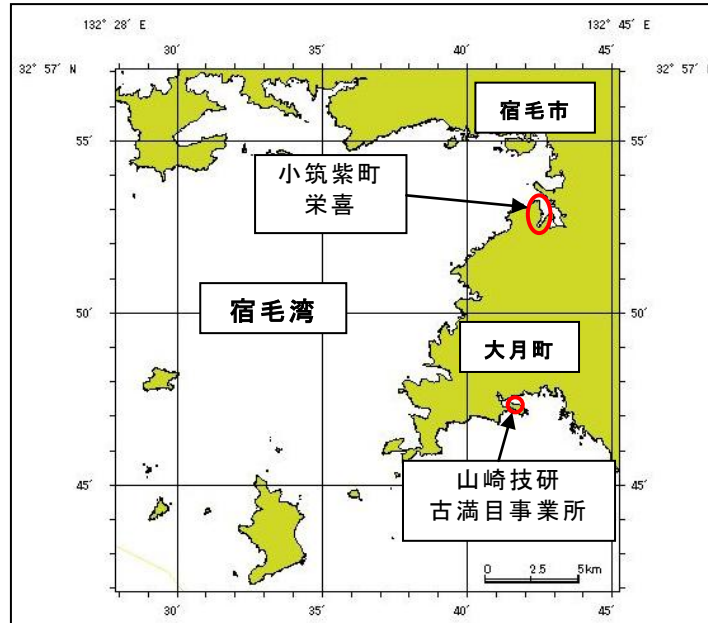 132° 28′ E
132° 45′ E
30′
35′
40′
45′
32° 57′ N
32° 57′
宿毛市
55′
55′
小筑紫町
栄喜
50′
宿毛湾
50′
大月町
45′
45′
山崎技研
古満目事業所
0 2.5 5km
30′
35′
40′
45′